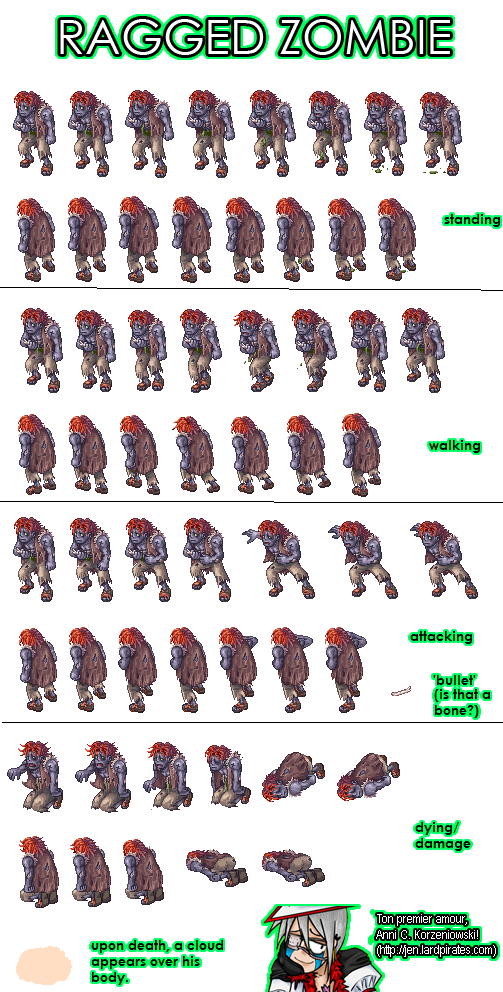 RAGGED ZOMBIE
standing
walking
attacking
'bullet'
(is that a
bone?)
dying/
damage
upon death, a cloud
appears over his
body.
Ton premier amour,
Anni C. Korzeniowski!
(http://jen.lardpirates.com)